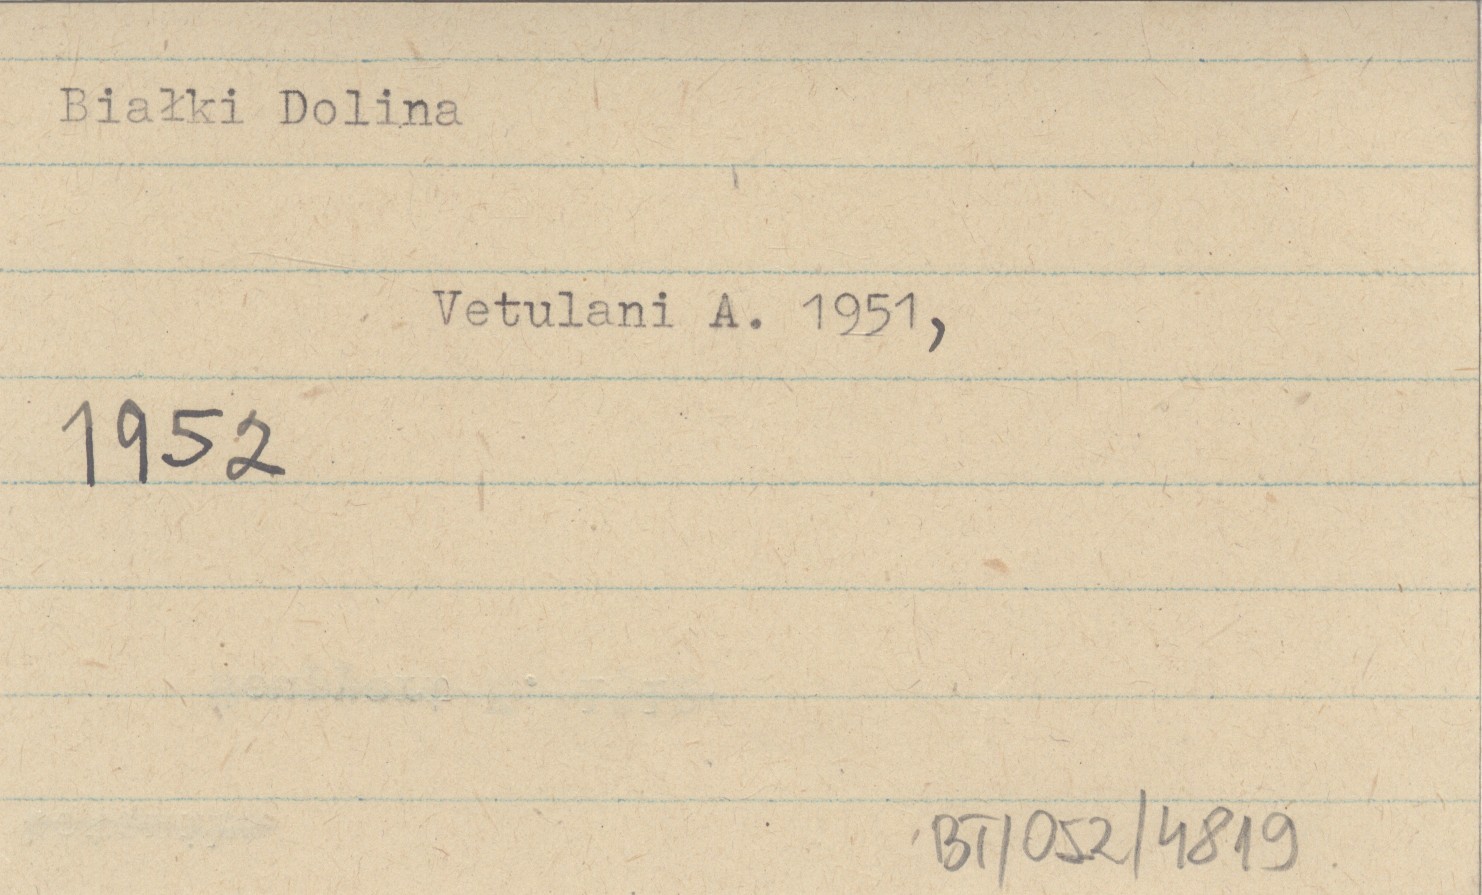 Białki Dolina
Vetulani A. 1951,
1952
BT/052/4819